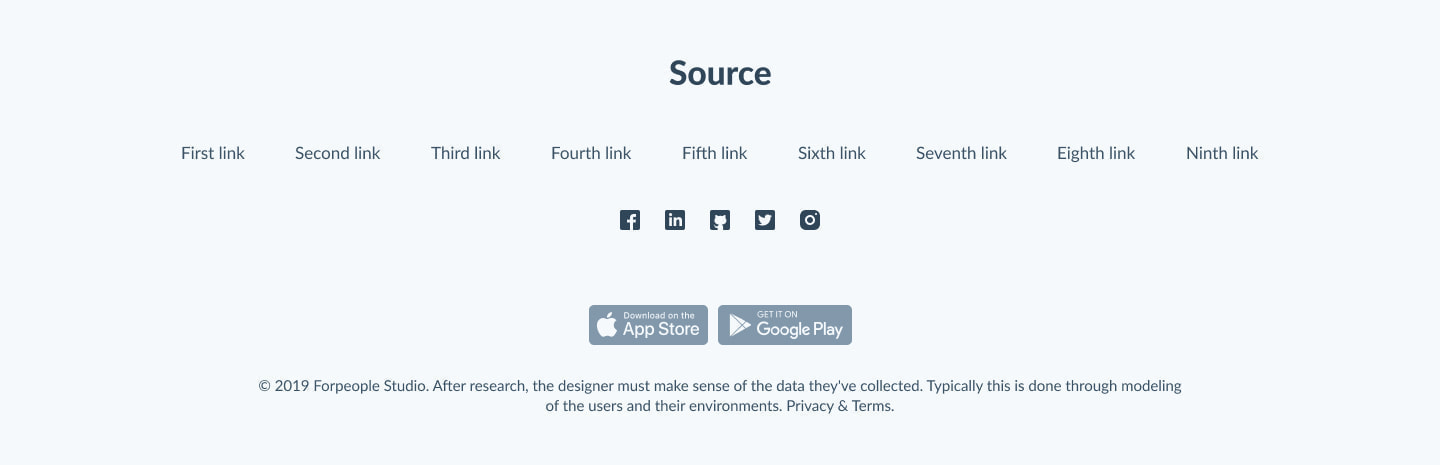 Source
First link Second link Third link Fourth link Fifth link Sixth link Seventh link Eighth link Ninth link
Download on the
App Store
GET IT ON
Google Play
© 2019 Forpeople Studio. After research, the designer must make sense of the data they've collected. Typically this is done through modeling
of the users and their environments. Privacy & Terms.